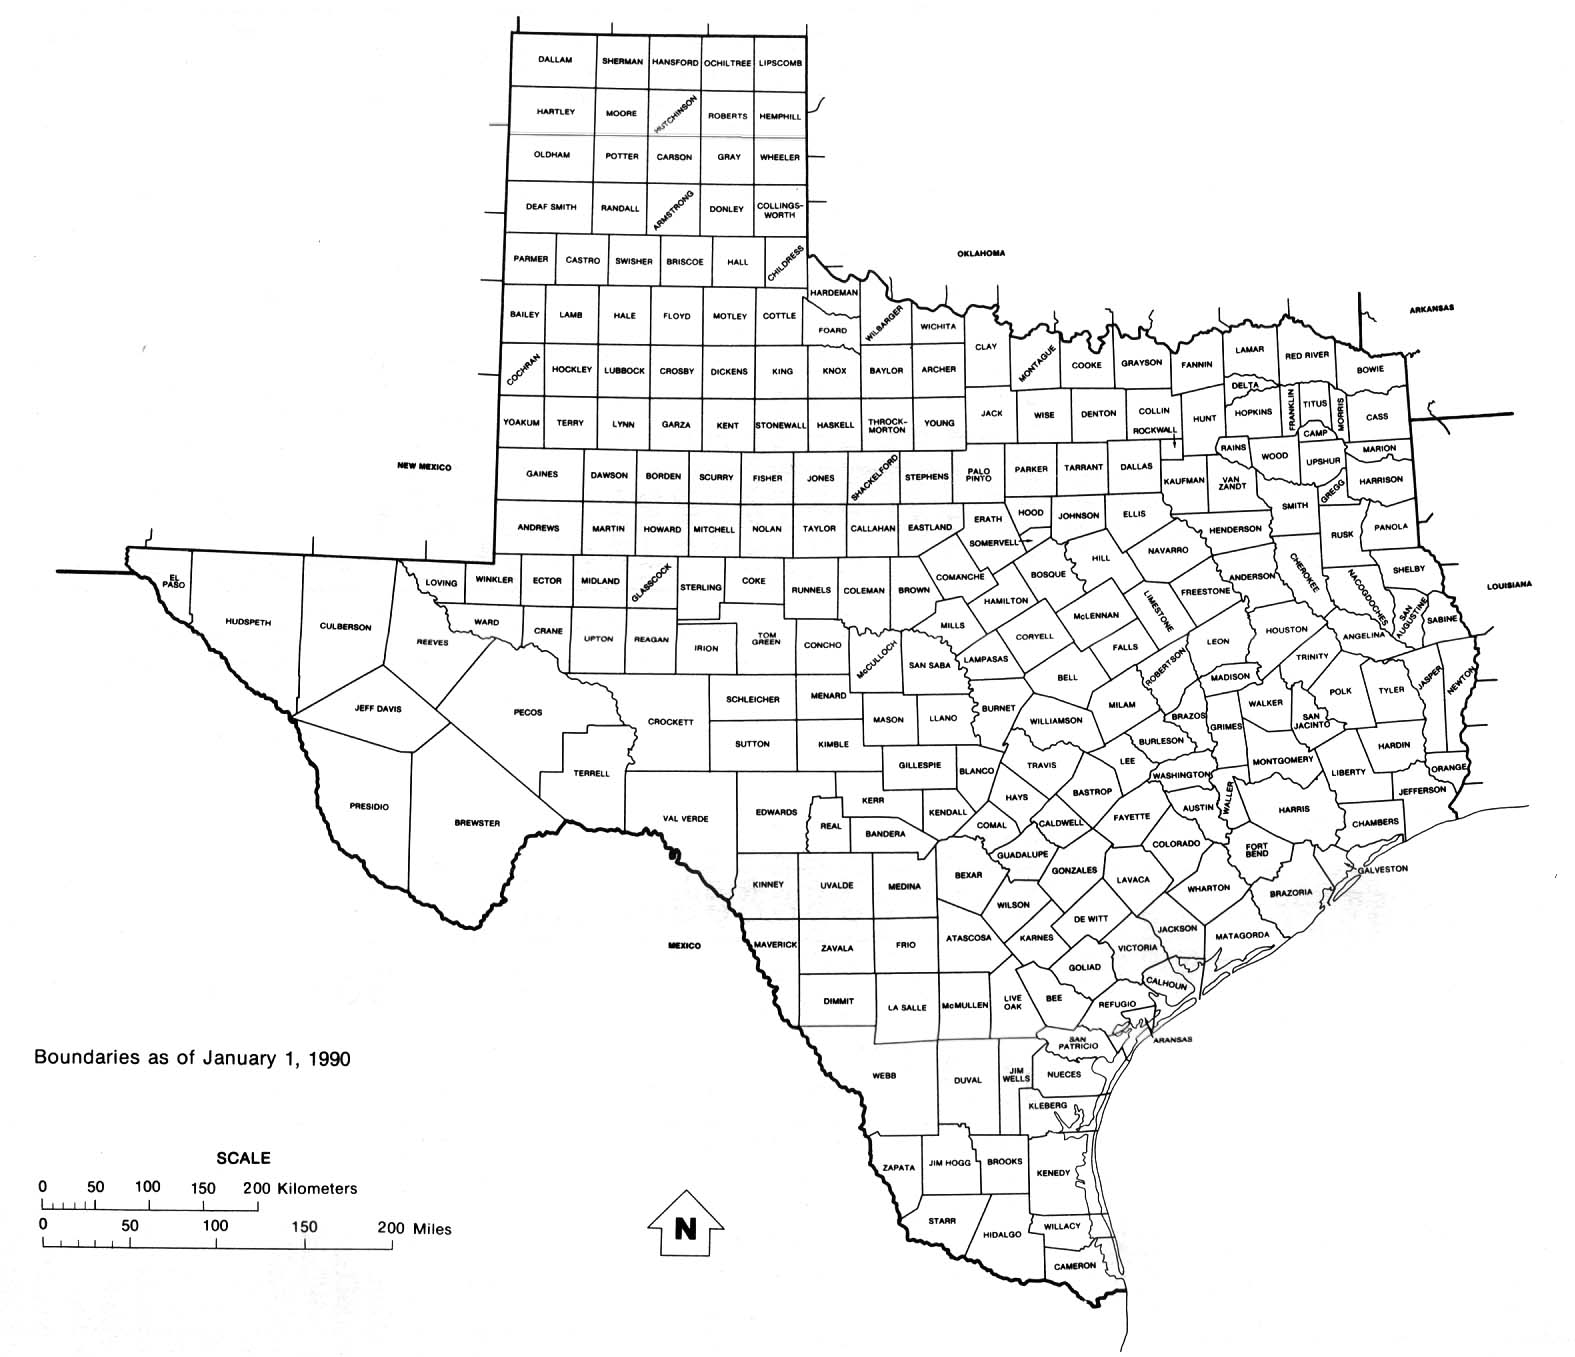 DALLAM SHERMAN HANSFORD OCHILTREE LIPSCOMB
HARTLEY MOORE HUTCHINSON ROBERTS HEMPHILL
OLDHAM POTTER CARSON GRAY WHEELER
DEAF SMITH RANDALL ARMSTRONG DONLEY COLLINGS-
WORTH
PARMER CASTRO SWISHER BRISCOE HALL CHILDRESS
OKLAHOMA
HARDEMAN
BAILEY LAMB HALE FLOYD MOTLEY COTTLE FOARD WILBARGER WICHITA
ARKANSAS
CLAY MONTAGUE COOKE GRAYSON FANNIN LAMAR RED RIVER BOWIE
COCHRAN HOCKLEY LUBBOCK CROSBY DICKENS KING KNOX BAYLOR ARCHER
DELTA
YOAKUM TERRY LYNN GARZA KENT STONEWALL HASKELL THROCK-
MORTON YOUNG JACK WISE DENTON COLLIN HUNT HOPKINS FRANKLIN TITUS MORRIS CASS
ROCKWALL CAMP
RAINS WOOD UPSHUR MARION
NEW MEXICO
GAINES DAWSON BORDEN SCURRY FISHER JONES SHACKELFORD STEPHENS PALO
PINTO PARKER TARRANT DALLAS KAUFMAN VAN
ZANDT SMITH GREGG HARRISON
ANDREWS MARTIN HOWARD MITCHELL NOLAN TAYLOR CALLAHAN EASTLAND ERATH HOOD JOHNSON ELLIS HENDERSON RUSK PANOLA
SOMERVELL
EL
PASO HUDSPETH CULBERSON REEVES LOVING WINKLER ECTOR MIDLAND GLASSCOCK STERLING COKE RUNNELS COLEMAN BROWN COMANCHE BOSQUE HILL NAVARRO ANDERSON CHEROKEE NACOGDOCHES SHELBY
LOUISIANA
HAMILTON McLENNAN LIMESTONE FREESTONE SAN
AUGUSTINE SABINE
WARD CRANE UPTON REAGAN IRION TOM
GREEN CONCHO McCULLOCH SAN SABA MILLS LAMPASAS CORYELL FALLS LEON HOUSTON ANGELINA
BELL ROBERTSON MADISON TRINITY
JEFF DAVIS PECOS CROCKETT SCHLEICHER MENARD MASON LLANO BURNET WILLIAMSON MILAM BRAZOS GRIMES WALKER SAN
JACINTO POLK TYLER JASPER NEWTON
SUTTON KIMBLE GILLESPIE BLANCO TRAVIS LEE BURLESON WASHINGTON MONTGOMERY LIBERTY HARDIN ORANGE
TERRELL
PRESIDIO BREWSTER VAL VERDE EDWARDS REAL KERR BANDERA KENDALL COMAL HAYS CALDWELL BASTROP FAYETTE AUSTIN WALLER HARRIS CHAMBERS JEFFERSON
GUADALUPE COLORADO FORT
BEND GALVESTON
KINNEY UVALDE MEDINA BEXAR WILSON GONZALES LAVACA WHARTON BRAZORIA
MEXICO
MAVERICK ZAVALA FRIO ATASCOSA KARNES DE WITT VICTORIA JACKSON MATAGORDA
GOLIAD CALHOUN
DIMMIT LA SALLE McMULLEN LIVE
OAK BEE REFUGIO
SAN
PATRICIO ARANSAS
Boundaries as of January 1, 1990
WEBB DUVAL JIM
WELLS NUECES
KLEBERG
ZAPATA JIM HOGG BROOKS KENEDY
STARR HIDALGO WILLACY
CAMERON
SCALE
0 50 100 150 200 Kilometers
0 50 100 150 200 Miles
N